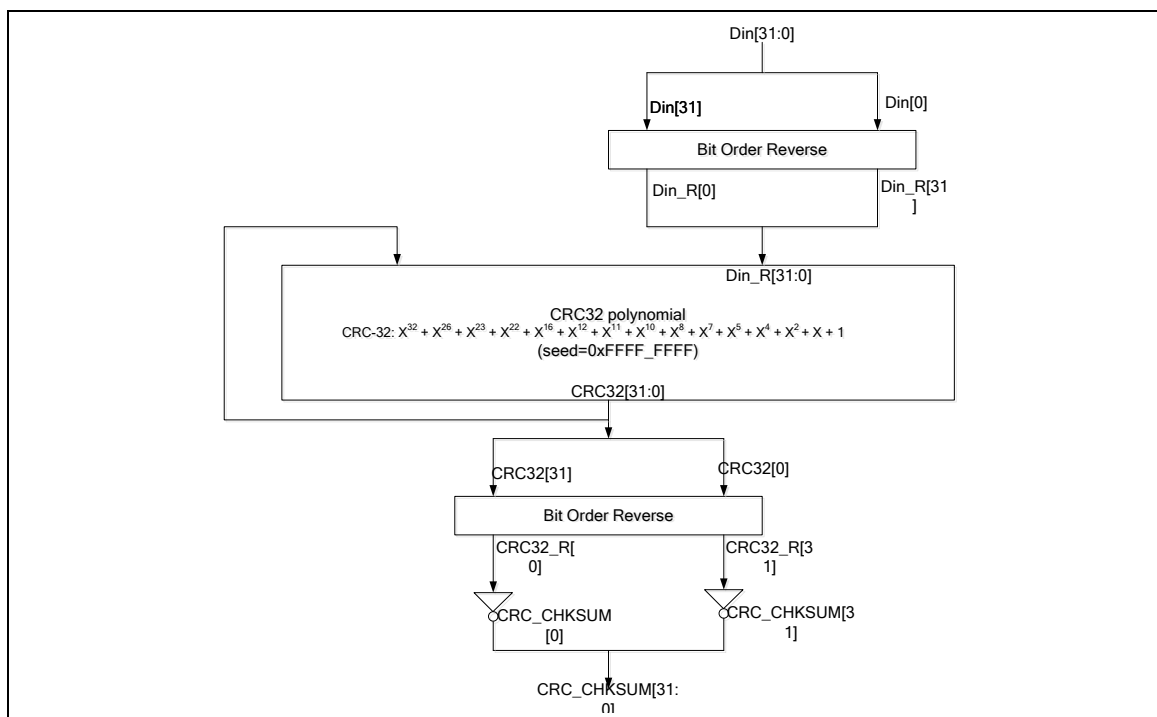 Din[31:0]
Din[31]
Din[0]
Bit Order Reverse
Din_R[0]
Din_R[31
]
Din_R[31:0]
CRC32 polynomial
CRC-32: X³² + X²⁶ + X²³ + X²² + X¹⁶ + X¹² + X¹¹ + X¹⁰ + X⁸ + X⁷ + X⁵ + X⁴ + X² + X + 1
(seed=0xFFFF_FFFF)
CRC32[31:0]
CRC32[31]
CRC32[0]
Bit Order Reverse
CRC32_R[
0]
CRC32_R[3
1]
CRC_CHKSUM
[0]
CRC_CHKSUM[3
1]
CRC_CHKSUM[31:
0]